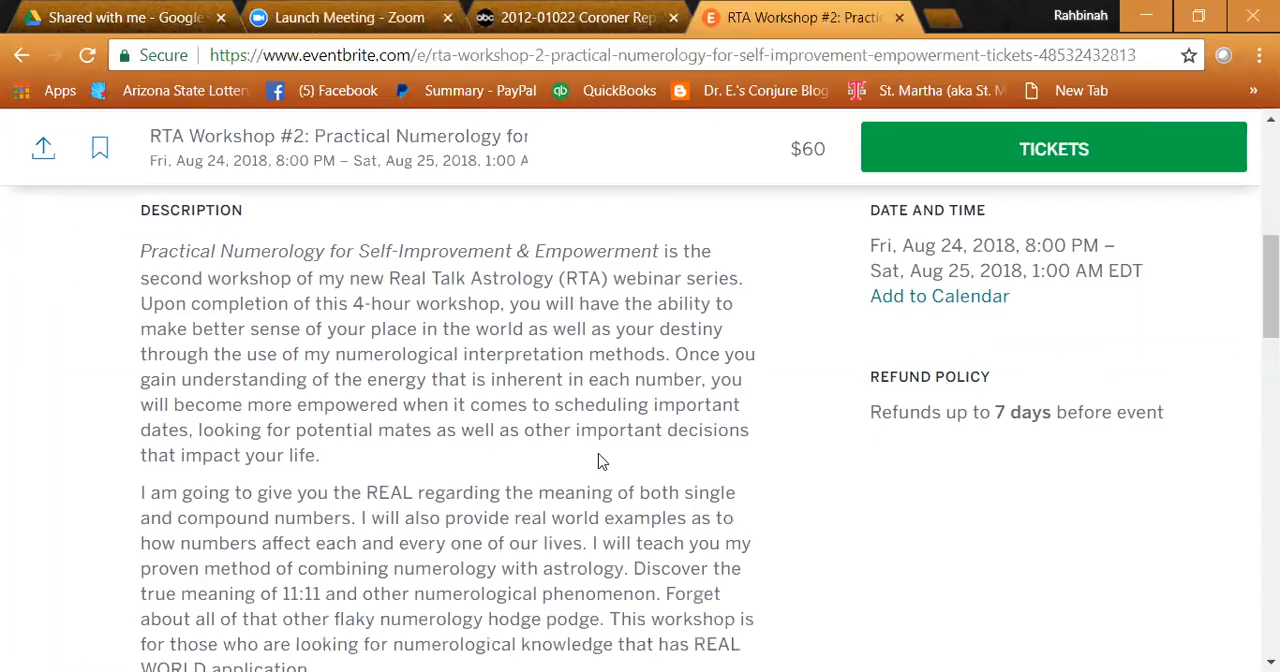 Shared with me - Google
Launch Meeting - Zoom
2012-01022 Coroner Rep
RTA Workshop #2: Practic
Rahbinah
Secure
https://www.eventbrite.com/e/rta-workshop-2-practical-numerology-for-self-improvement-empowerment-tickets-48532432813
Apps
Arizona State Lotter
(5) Facebook
Summary - PayPal
QuickBooks
Dr. E.'s Conjure Blog
St. Martha (aka St. M
New Tab
»
RTA Workshop #2: Practical Numerology for
Fri, Aug 24, 2018, 8:00 PM – Sat, Aug 25, 2018, 1:00 A
$60
TICKETS
DESCRIPTION
Practical Numerology for Self-Improvement & Empowerment is the
second workshop of my new Real Talk Astrology (RTA) webinar series.
Upon completion of this 4-hour workshop, you will have the ability to
make better sense of your place in the world as well as your destiny
through the use of my numerological interpretation methods. Once you
gain understanding of the energy that is inherent in each number, you
will become more empowered when it comes to scheduling important
dates, looking for potential mates as well as other important decisions
that impact your life.
I am going to give you the REAL regarding the meaning of both single
and compound numbers. I will also provide real world examples as to
how numbers affect each and every one of our lives. I will teach you my
proven method of combining numerology with astrology. Discover the
true meaning of 11:11 and other numerological phenomenon. Forget
about all of that other flaky numerology hodge podge. This workshop is
for those who are looking for numerological knowledge that has REAL
WORLD application.
DATE AND TIME
Fri, Aug 24, 2018, 8:00 PM –
Sat, Aug 25, 2018, 1:00 AM EDT
Add to Calendar
REFUND POLICY
Refunds up to 7 days before event